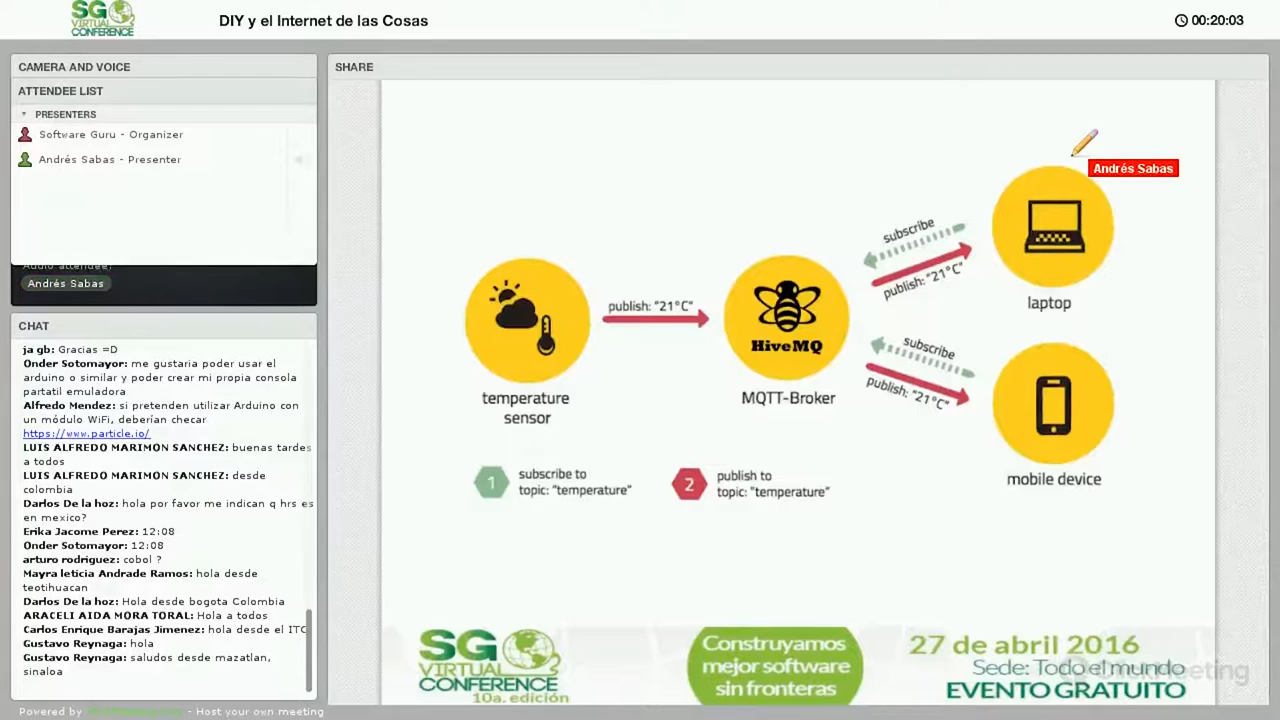 SG
VIRTUAL
CONFERENCE
DIY y el Internet de las Cosas
00:20:03
CAMERA AND VOICE
ATTENDEE LIST
PRESENTERS
Software Guru - Organizer
Andrés Sabas - Presenter
Audio attendee:
Andrés Sabas
CHAT
ja gb: Gracias =D
Onder Sotomayor: me gustaria poder usar el
arduino o similar y poder crear mi propia consola
partatil emuladora
Alfredo Mendez: si pretenden utilizar Arduino con
un módulo WiFi, deberían checar
https://www.particle.io/
LUIS ALFREDO MARIMON SANCHEZ: buenas tardes
a todos
LUIS ALFREDO MARIMON SANCHEZ: desde
colombia
Darlos De la hoz: hola por favor me indican q hrs es
en mexico?
Erika Jacome Perez: 12:08
Onder Sotomayor: 12:08
arturo rodriguez: cobol ?
Mayra leticia Andrade Ramos: hola desde
teotihuacan
Darlos De la hoz: Hola desde bogota Colombia
ARACELI AIDA MORA TORAL: Hola a todos
Carlos Enrique Barajas Jimenez: hola desde el ITC
Gustavo Reynaga: hola
Gustavo Reynaga: saludos desde mazatlan,
sinaloa
Powered by
- Host your own meeting
SHARE
Andrés Sabas
subscribe
publish: "21°C"
laptop
publish: "21°C"
HiveMQ
temperature
sensor
MQTT-Broker
subscribe
publish: "21°C"
mobile device
1
subscribe to
topic: "temperature"
2
publish to
topic: "temperature"
SG
VIRTUAL
CONFERENCE
10a. edición
Construyamos
mejor software
sin fronteras
27 de abril 2016
Sede: Todo el mundo
EVENTO GRATUITO
ClickMeeting